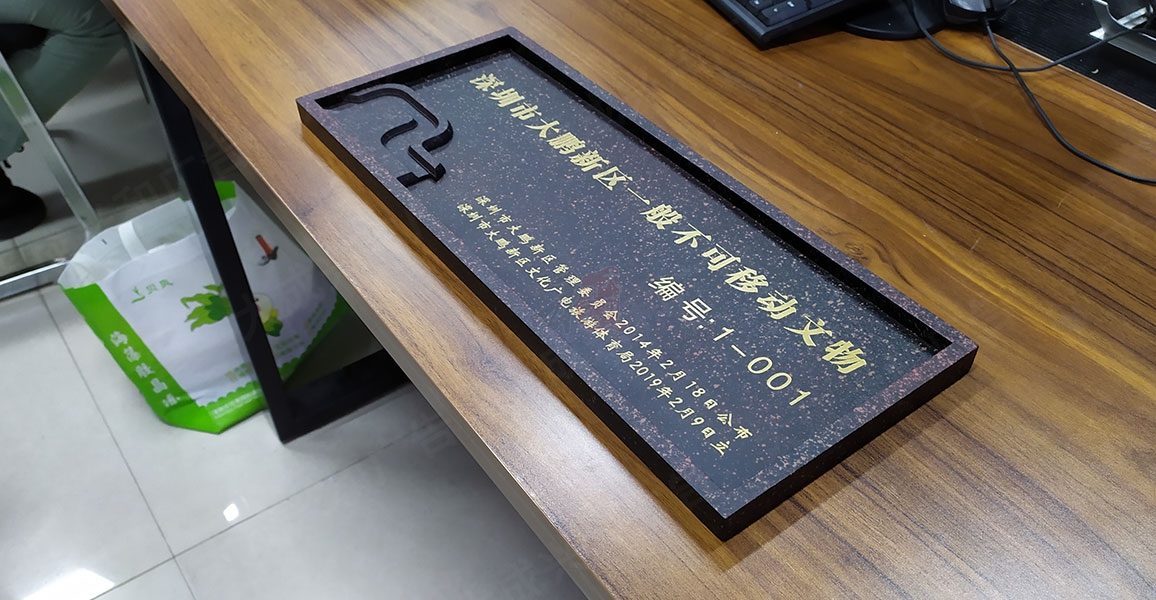 深圳市大鹏新区一般不可移动文物
编号:1-001
深圳市大鹏新区管理委员会2014年2月18日公布
深圳市大鹏新区文化广电旅游体育局2019年2月9日立